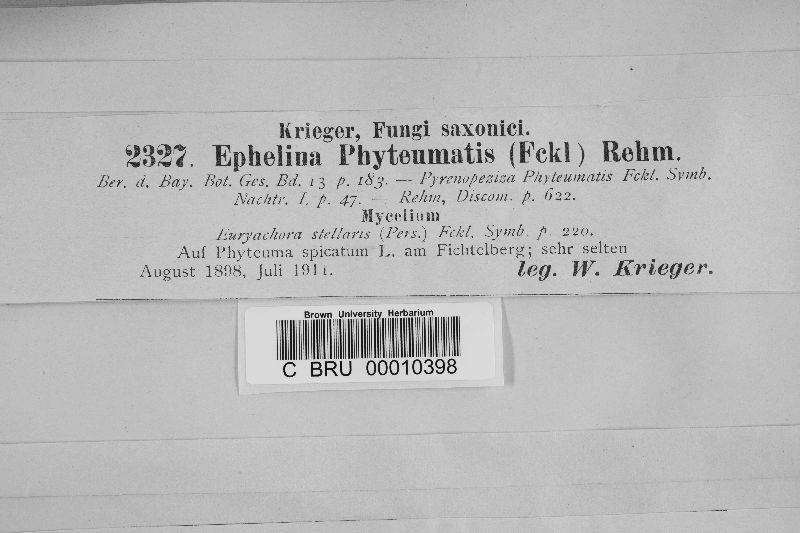 Krieger, Fungi saxonici.
2327. Ephelina Phyteumatis (Fckl) Rehm.
Ber. d. Bay. Bot. Ges. Bd. 13 p. 183. — Pyrenopeziza Phyteumatis Fckl. Symb.
Nachtr. I. p. 47. — Rehm, Discom. p. 622.
Mycelium
Euryachora stellaris (Pers.) Fckl. Symb. p. 220.
Auf Phyteuma spicatum L. am Fichtelberg; sehr selten
August 1898, Juli 1911. leg. W. Krieger.
Brown University Herbarium
C BRU 00010398